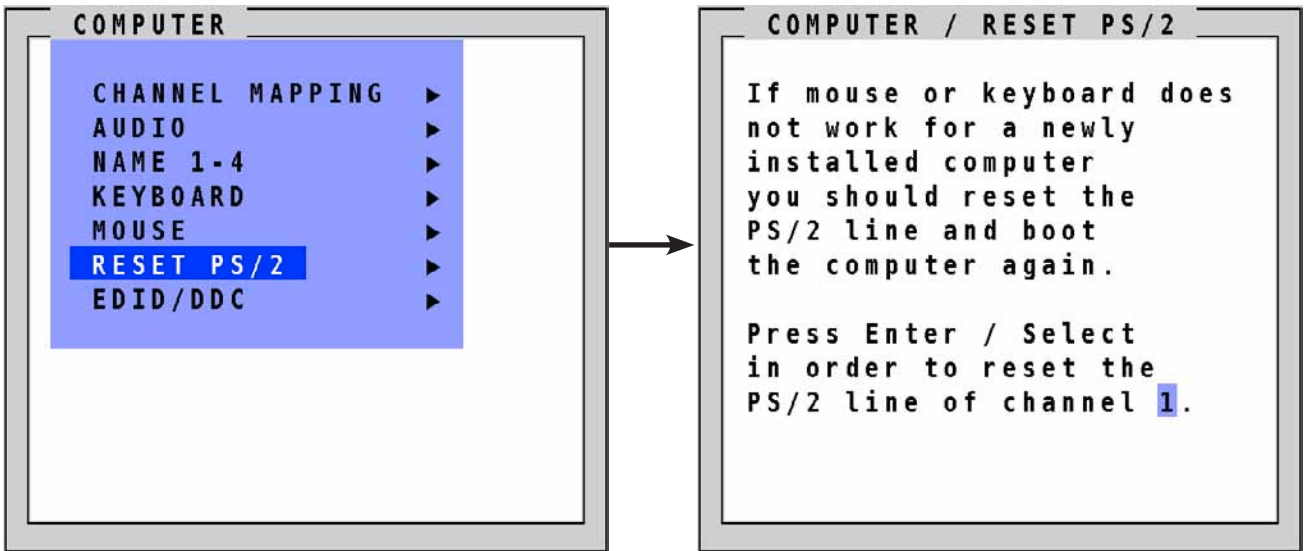 COMPUTER
CHANNEL MAPPING ▶
AUDIO ▶
NAME 1-4 ▶
KEYBOARD ▶
MOUSE ▶
RESET PS/2 ▶
EDID/DDC ▶
COMPUTER / RESET PS/2
If mouse or keyboard does
not work for a newly
installed computer
you should reset the
PS/2 line and boot
the computer again.
Press Enter / Select
in order to reset the
PS/2 line of channel 1.